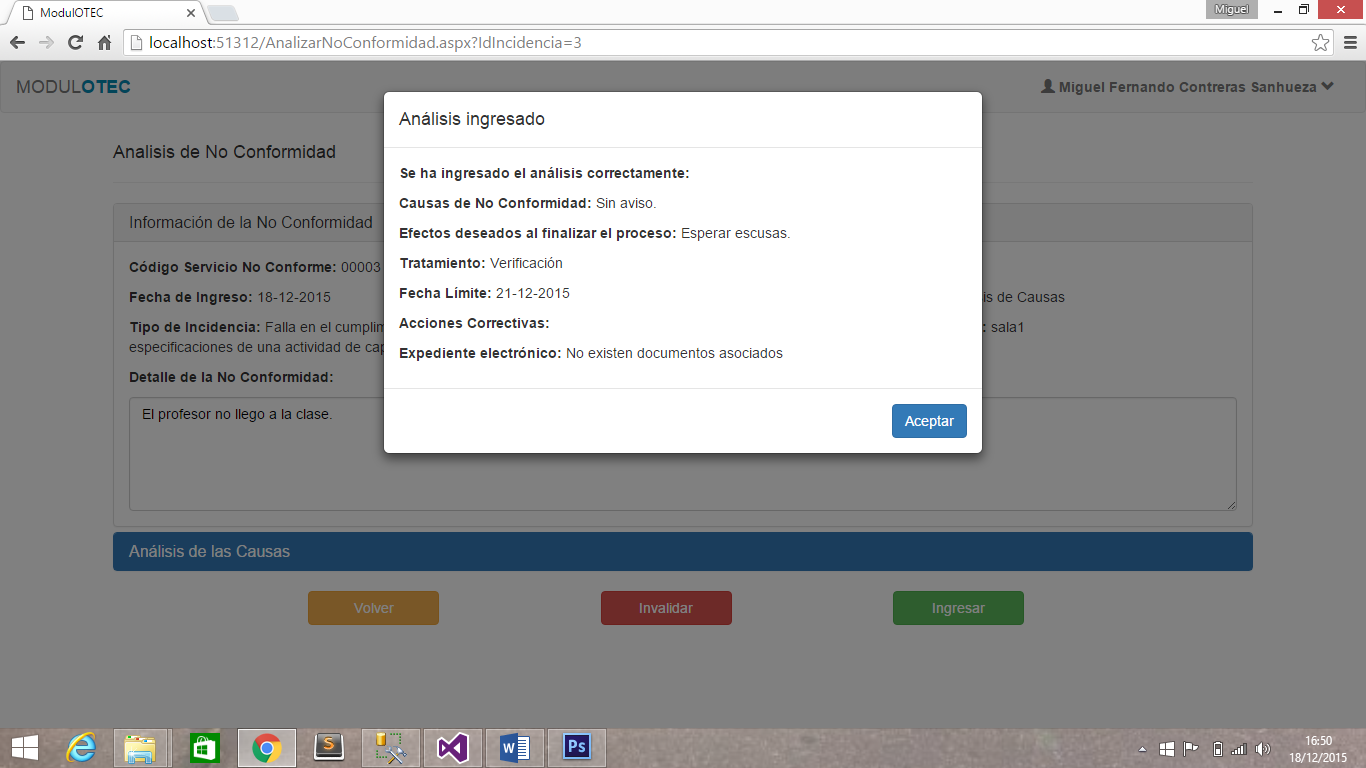 ModulOTEC
Miguel
localhost:51312/AnalizarNoConformidad.aspx?IdIncidencia=3
MODULOTEC
Miguel Fernando Contreras Sanhueza
Analisis de No Conformidad
Información de la No Conformidad
Código Servicio No Conforme: 00003
Fecha de Ingreso: 18-12-2015
is de Causas
Tipo de Incidencia: Falla en el cumplim
: sala1
especificaciones de una actividad de cap
Detalle de la No Conformidad:
El profesor no llego a la clase.
Análisis ingresado
Se ha ingresado el análisis correctamente:
Causas de No Conformidad: Sin aviso.
Efectos deseados al finalizar el proceso: Esperar escusas.
Tratamiento: Verificación
Fecha Límite: 21-12-2015
Acciones Correctivas:
Expediente electrónico: No existen documentos asociados
Aceptar
Análisis de las Causas
Volver
Invalidar
Ingresar
S
W
Ps
16:50
18/12/2015